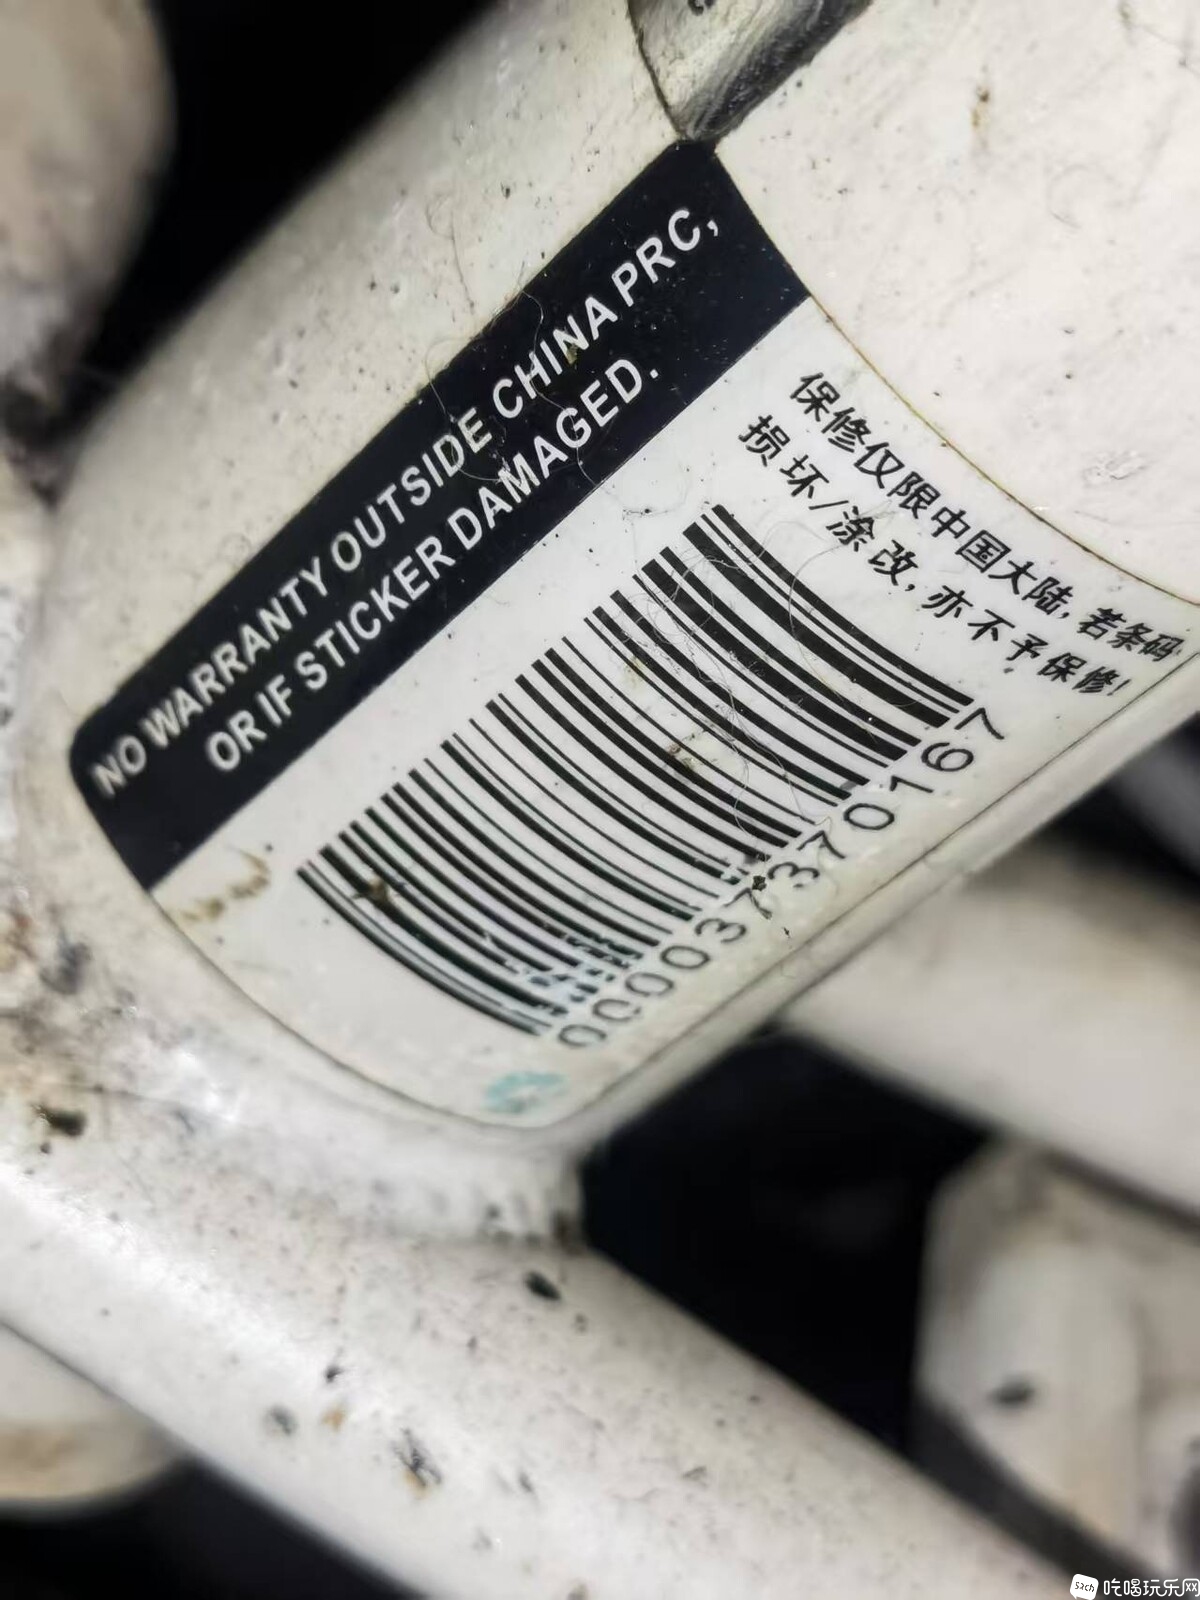 NO WARRANTY OUTSIDE CHINA PRC,
OR IF STICKER DAMAGED.
保修仅限中国大陆,若条码
损坏/涂改,亦不予保修!
0000373370167
吃喝玩乐网